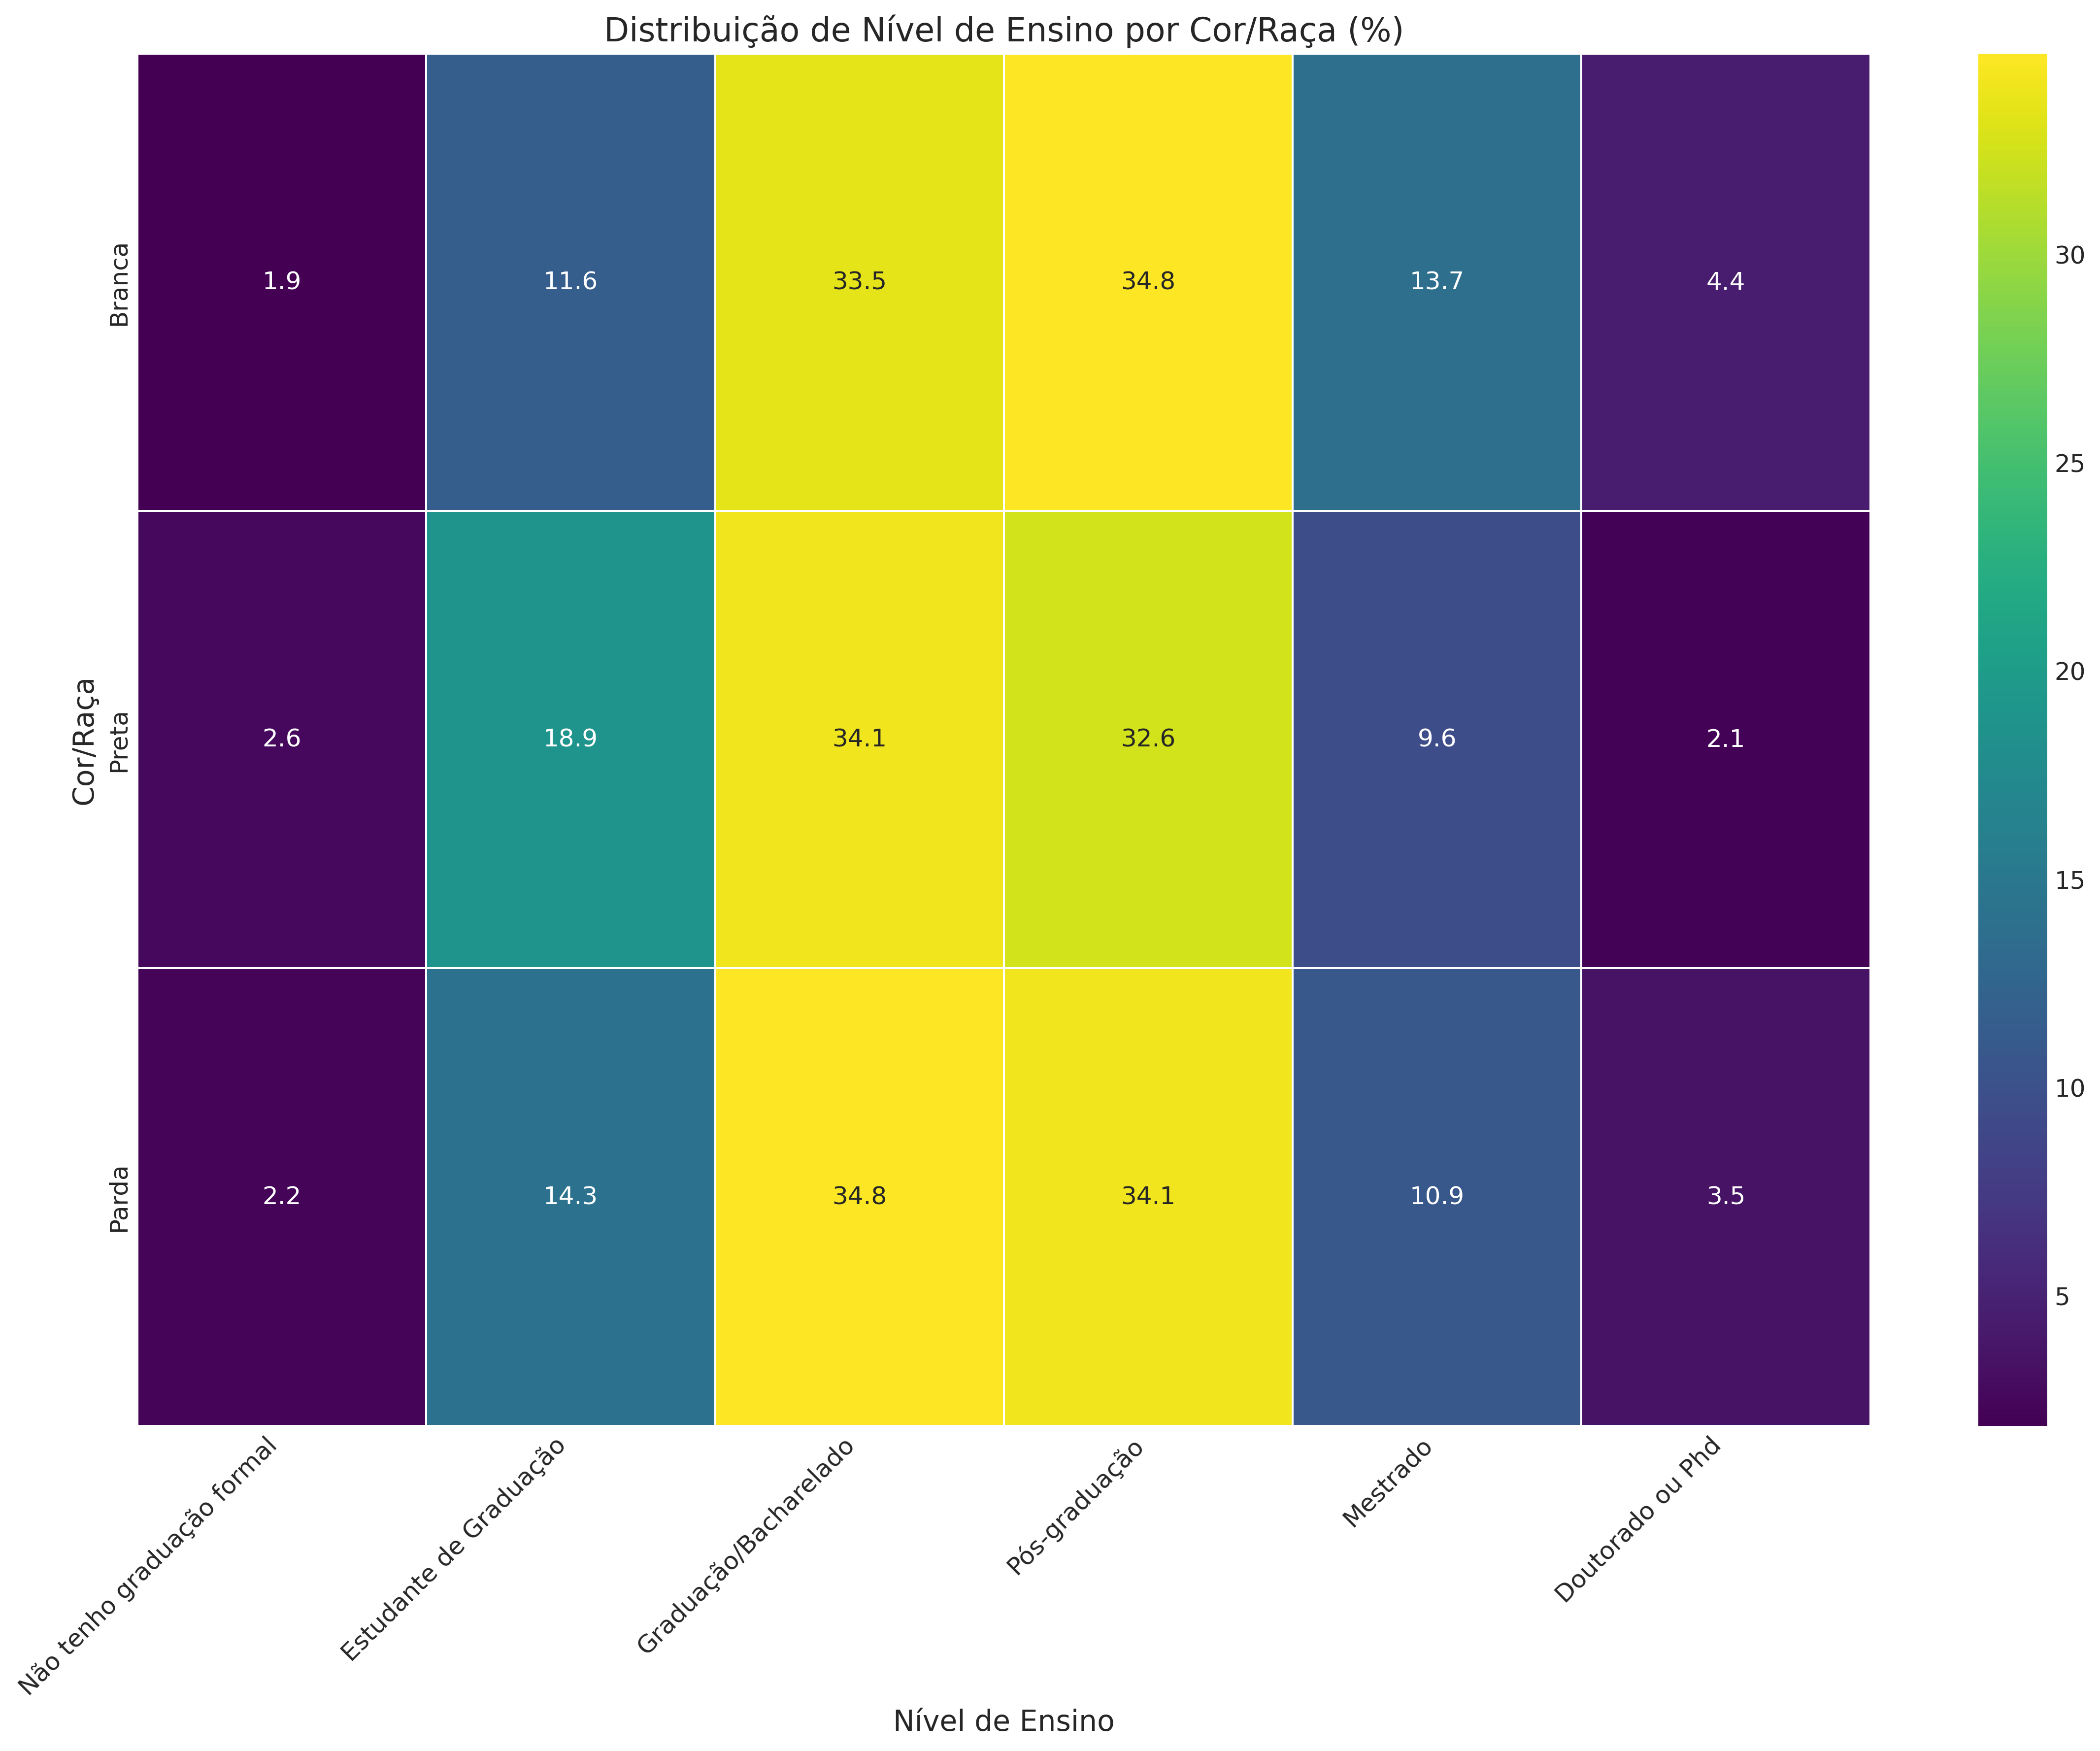 Distribuição de Nível de Ensino por Cor/Raça (%)
Cor/Raça
Branca
1.9 11.6 33.5 34.8 13.7 4.4
Preta
2.6 18.9 34.1 32.6 9.6 2.1
Parda
2.2 14.3 34.8 34.1 10.9 3.5
Não tenho graduação formal
Estudante de Graduação
Graduação/Bacharelado
Pós-graduação
Mestrado
Doutorado ou Phd
Nível de Ensino
30
25
20
15
10
5